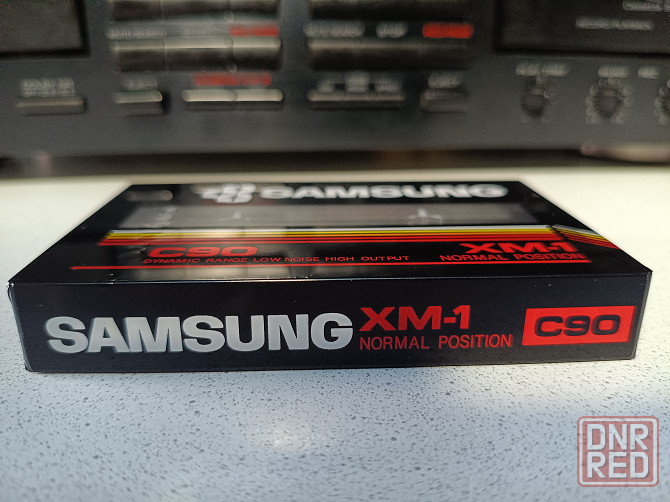 SAMSUNG
C90
XM-1
DYNAMIC RANGE LOW NOISE HIGH OUTPUT
NORMAL POSITION
SAMSUNG
XM-1
NORMAL POSITION
C90
DNR
RED